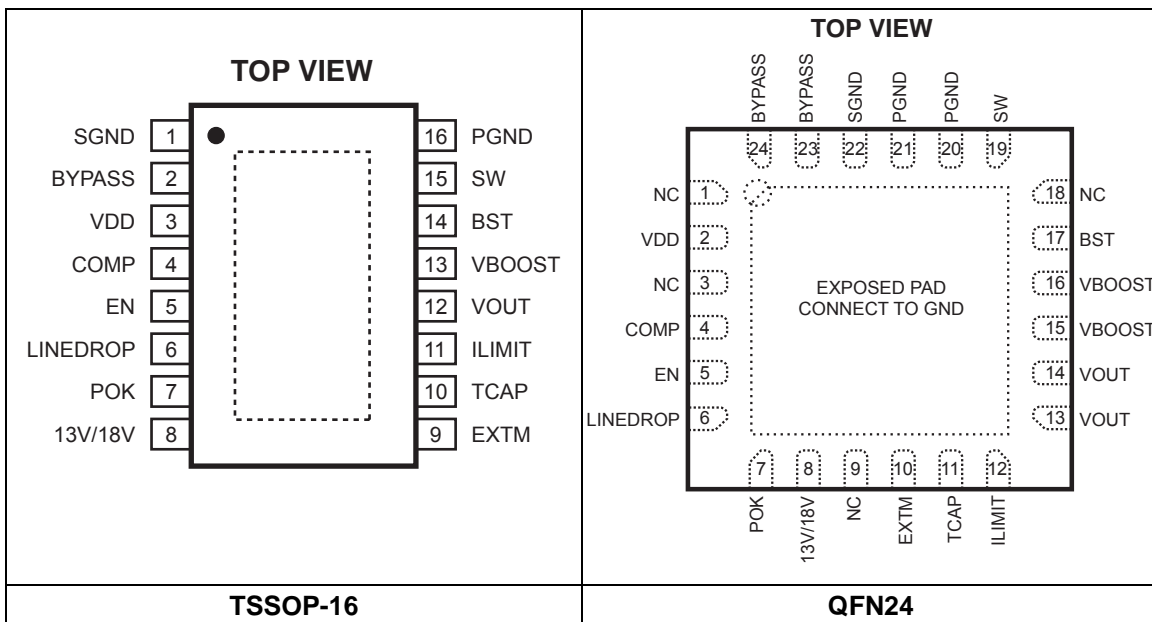 TOP VIEW
SGND 1
BYPASS 2
VDD 3
COMP 4
EN 5
LINEDROP 6
POK 7
13V/18V 8
16 PGND
15 SW
14 BST
13 VBOOST
12 VOUT
11 ILIMIT
10 TCAP
9 EXTM
TSSOP-16
TOP VIEW
BYPASS BYPASS SGND PGND PGND SW
24 23 22 21 20 19
NC 1
VDD 2
NC 3
COMP 4
EN 5
LINEDROP 6
EXPOSED PAD
CONNECT TO GND
18 NC
17 BST
16 VBOOST
15 VBOOST
14 VOUT
13 VOUT
7 8 9 10 11 12
POK 13V/18V NC EXTM TCAP ILIMIT
QFN24